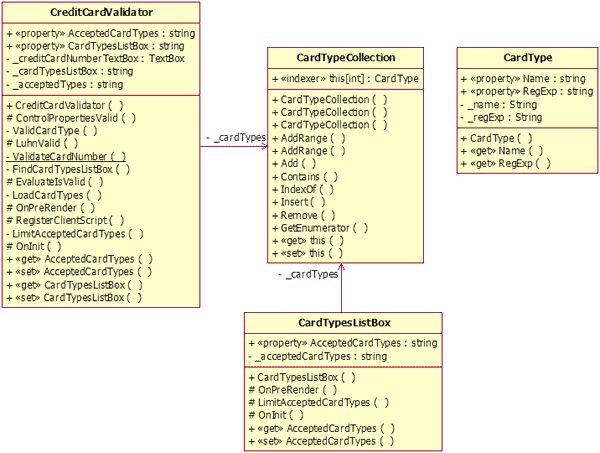 CreditCardValidator
+ «property» AcceptedCardTypes : string
+ «property» CardTypesListBox : string
- _creditCardNumberTextBox : TextBox
- _cardTypesListBox : string
- _acceptedTypes : string
+ CreditCardValidator ( )
# ControlPropertiesValid ( )
- ValidCardType ( )
# LuhnValid ( )
- ValidateCardNumber ( )
- FindCardTypesListBox ( )
# EvaluateIsValid ( )
- LoadCardTypes ( )
# OnPreRender ( )
# RegisterClientScript ( )
- LimitAcceptedCardTypes ( )
# OnInit ( )
+ «get» AcceptedCardTypes ( )
+ «set» AcceptedCardTypes ( )
+ «get» CardTypesListBox ( )
+ «set» CardTypesListBox ( )
- _cardTypes
CardTypeCollection
+ «indexer» this[int] : CardType
+ CardTypeCollection ( )
+ CardTypeCollection ( )
+ CardTypeCollection ( )
+ AddRange ( )
+ AddRange ( )
+ Add ( )
+ Contains ( )
+ IndexOf ( )
+ Insert ( )
+ Remove ( )
+ GetEnumerator ( )
+ «get» this ( )
+ «set» this ( )
CardType
+ «property» Name : string
+ «property» RegExp : string
- _name : String
- _regExp : String
+ CardType ( )
+ «get» Name ( )
+ «get» RegExp ( )
- _cardTypes
CardTypesListBox
+ «property» AcceptedCardTypes : string
- _acceptedCardTypes : string
+ CardTypesListBox ( )
# OnPreRender ( )
# LimitAcceptedCardTypes ( )
# OnInit ( )
+ «get» AcceptedCardTypes ( )
+ «set» AcceptedCardTypes ( )